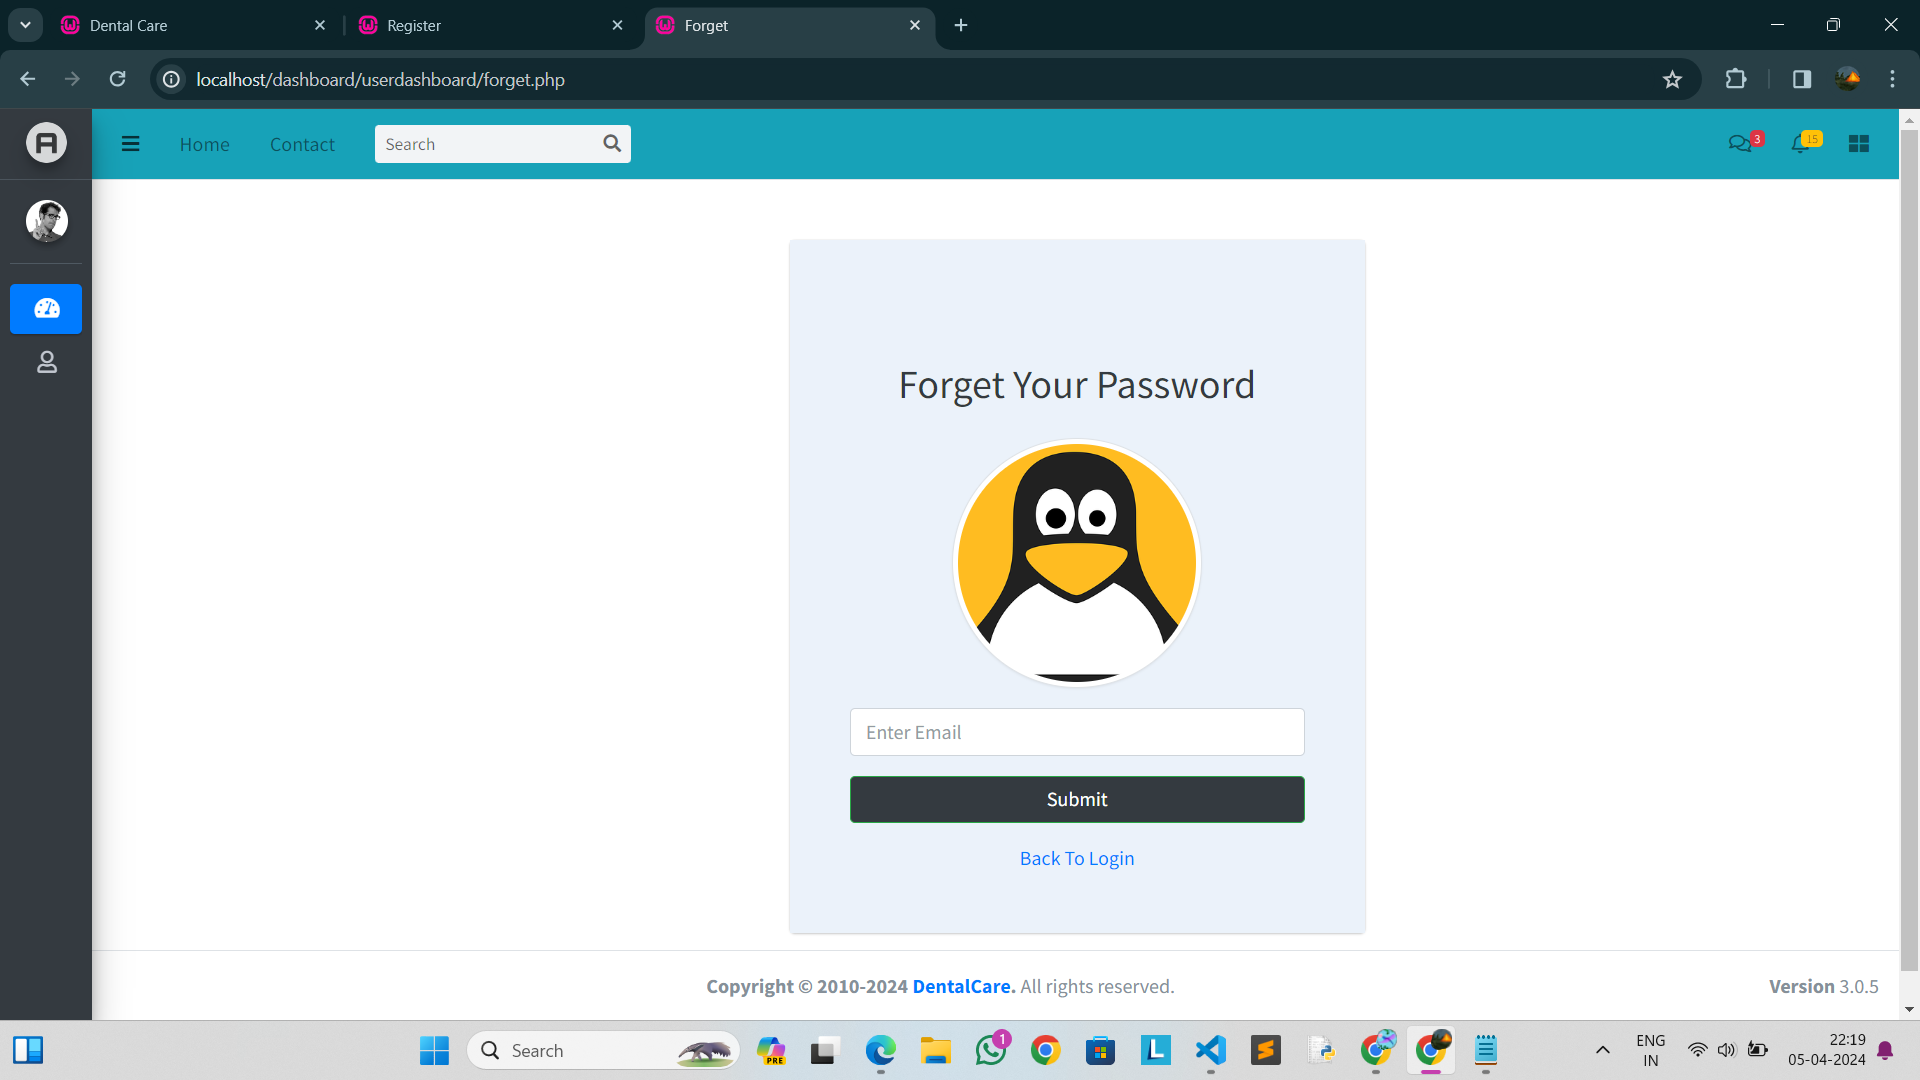 Dental Care
Register
Forget
localhost/dashboard/userdashboard/forget.php
Home
Contact
Search
3
15
Forget Your Password
Enter Email
Submit
Back To Login
Copyright © 2010-2024 DentalCare. All rights reserved.
Version 3.0.5
Search
PRE
1
L
ENG
IN
22:19
05-04-2024